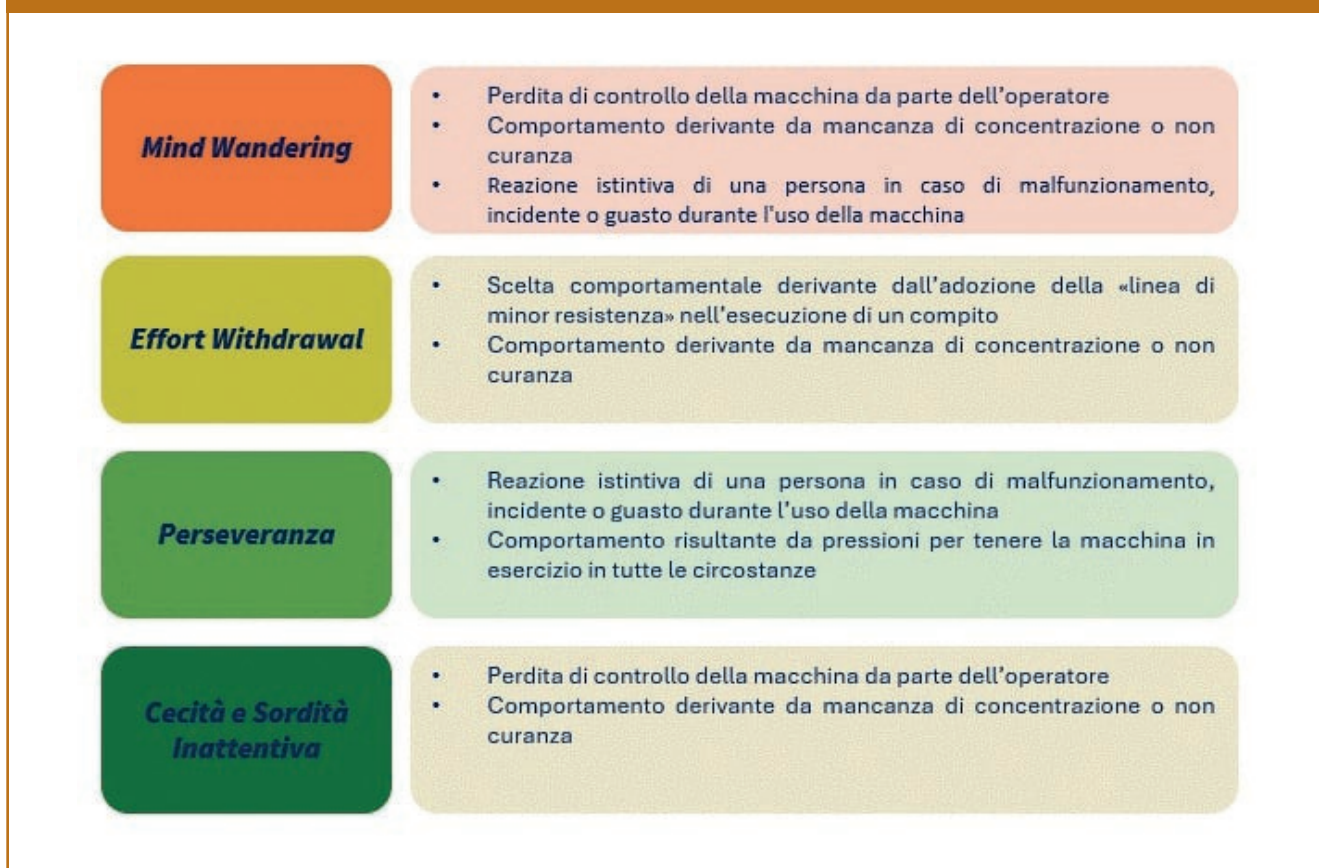 Mind Wandering
• Perdita di controllo della macchina da parte dell’operatore
• Comportamento derivante da mancanza di concentrazione o non
curanza
• Reazione istintiva di una persona in caso di malfunzionamento,
incidente o guasto durante l'uso della macchina
Effort Withdrawal
• Scelta comportamentale derivante dall’adozione della «linea di
minor resistenza» nell’esecuzione di un compito
• Comportamento derivante da mancanza di concentrazione o non
curanza
Perseveranza
• Reazione istintiva di una persona in caso di malfunzionamento,
incidente o guasto durante l’uso della macchina
• Comportamento risultante da pressioni per tenere la macchina in
esercizio in tutte le circostanze
Cecità e Sordità
Inattentiva
• Perdita di controllo della macchina da parte dell’operatore
• Comportamento derivante da mancanza di concentrazione o non
curanza